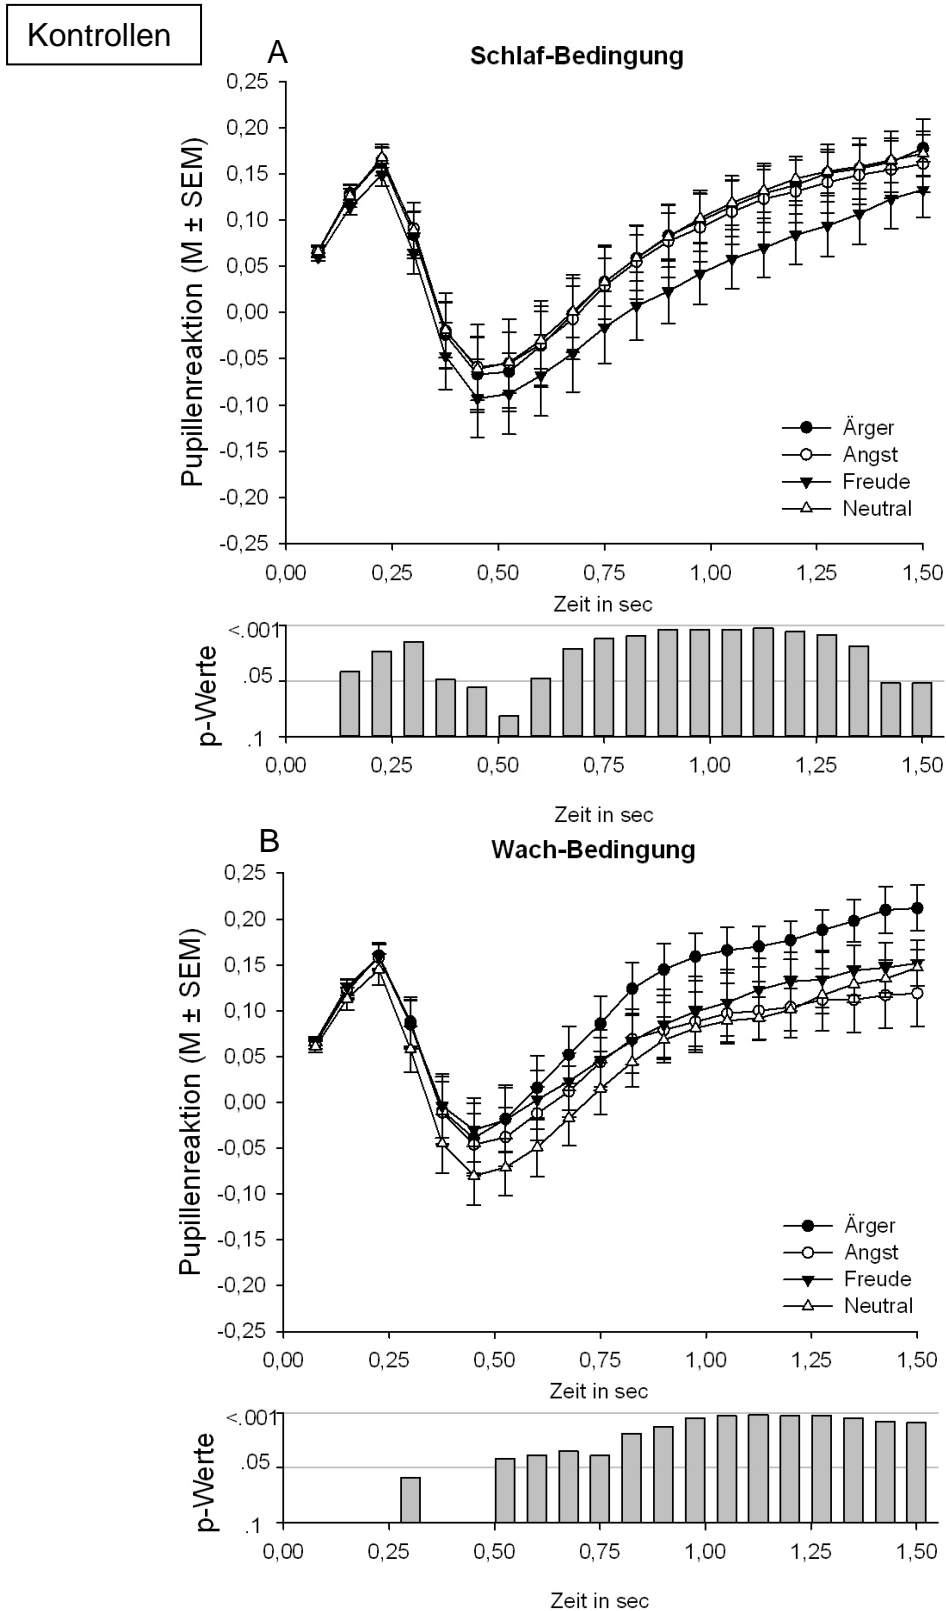 Kontrollen
A
Schlaf-Bedingung
Pupillenreaktion (M ± SEM)
0,25
0,20
0,15
0,10
0,05
0,00
-0,05
-0,10
-0,15
-0,20
-0,25
Ärger
Angst
Freude
Neutral
0,00 0,25 0,50 0,75 1,00 1,25 1,50
Zeit in sec
p-Werte
<.001
.05
.1
0,00 0,25 0,50 0,75 1,00 1,25 1,50
Zeit in sec
B
Wach-Bedingung
Pupillenreaktion (M ± SEM)
0,25
0,20
0,15
0,10
0,05
0,00
-0,05
-0,10
-0,15
-0,20
-0,25
Ärger
Angst
Freude
Neutral
0,00 0,25 0,50 0,75 1,00 1,25 1,50
Zeit in sec
p-Werte
<.001
.05
.1
0,00 0,25 0,50 0,75 1,00 1,25 1,50
Zeit in sec